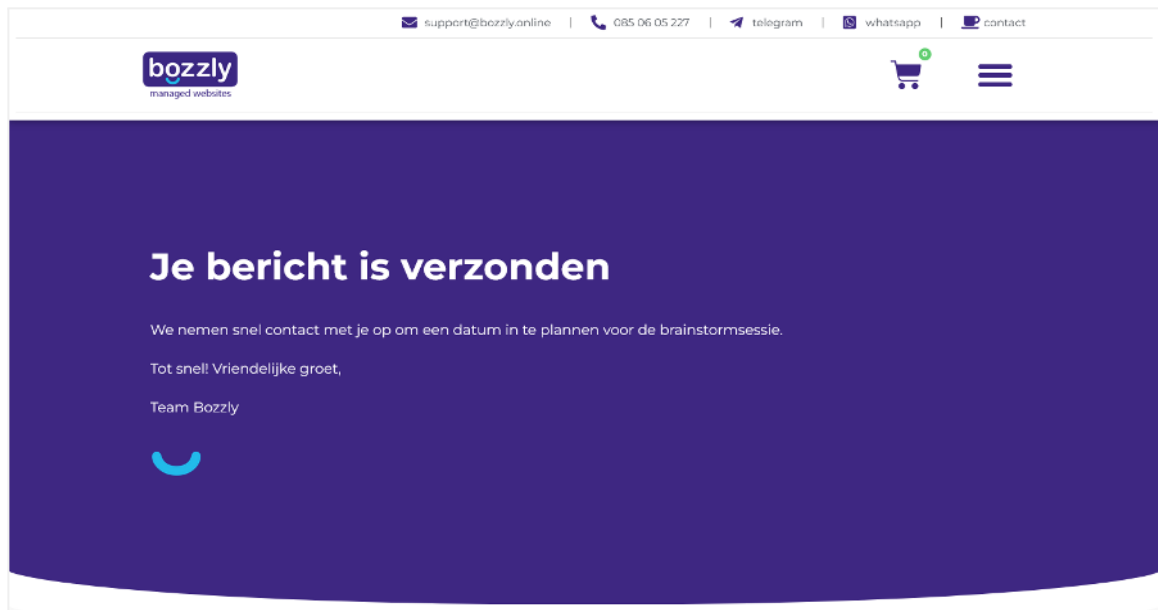 support@bozzly.online | 085 06 05 227 | telegram | whatsapp | contact
bozzly
managed websites
0
Je bericht is verzonden
We nemen snel contact met je op om een datum in te plannen voor de brainstormsessie.
Tot snel! Vriendelijke groet,
Team Bozzly